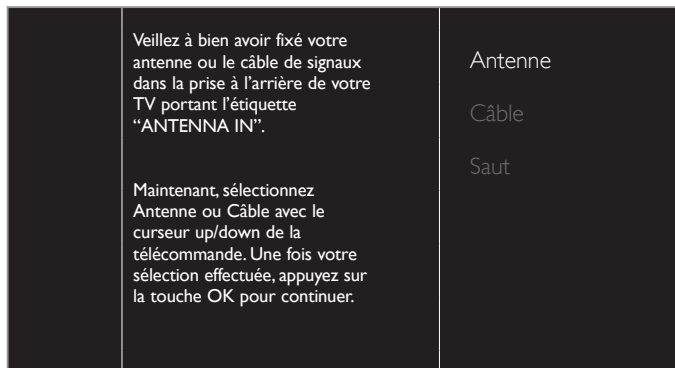 Veillez à bien avoir fixé votre
antenne ou le câble de signaux
dans la prise à l’arrière de votre
TV portant l’étiquette
“ANTENNA IN”.
Maintenant, sélectionnez
Antenne ou Câble avec le
curseur up/down de la
télécommande. Une fois votre
sélection effectuée, appuyez sur
la touche OK pour continuer.
Antenne
Câble
Saut